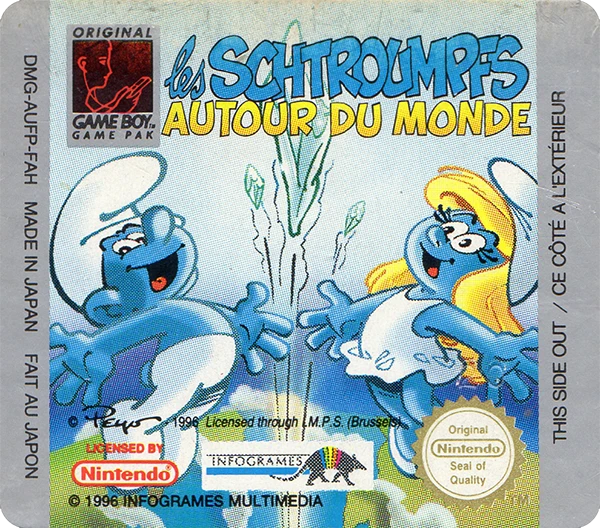 ORIGINAL
GAME BOY TM
GAME PAK
les SCHTROUMPFS
AUTOUR DU MONDE
DMG-AUFP-FAH MADE IN JAPAN FAIT AU JAPON
THIS SIDE OUT / CE CÔTÉ A L'EXTÉRIEUR
© Peyo - 1996 Licensed through I.M.P.S. (Brussels)
LICENSED BY
Nintendo
INFOGRAMES
© 1996 INFOGRAMES MULTIMEDIA
Original
Nintendo
Seal of
Quality
TM